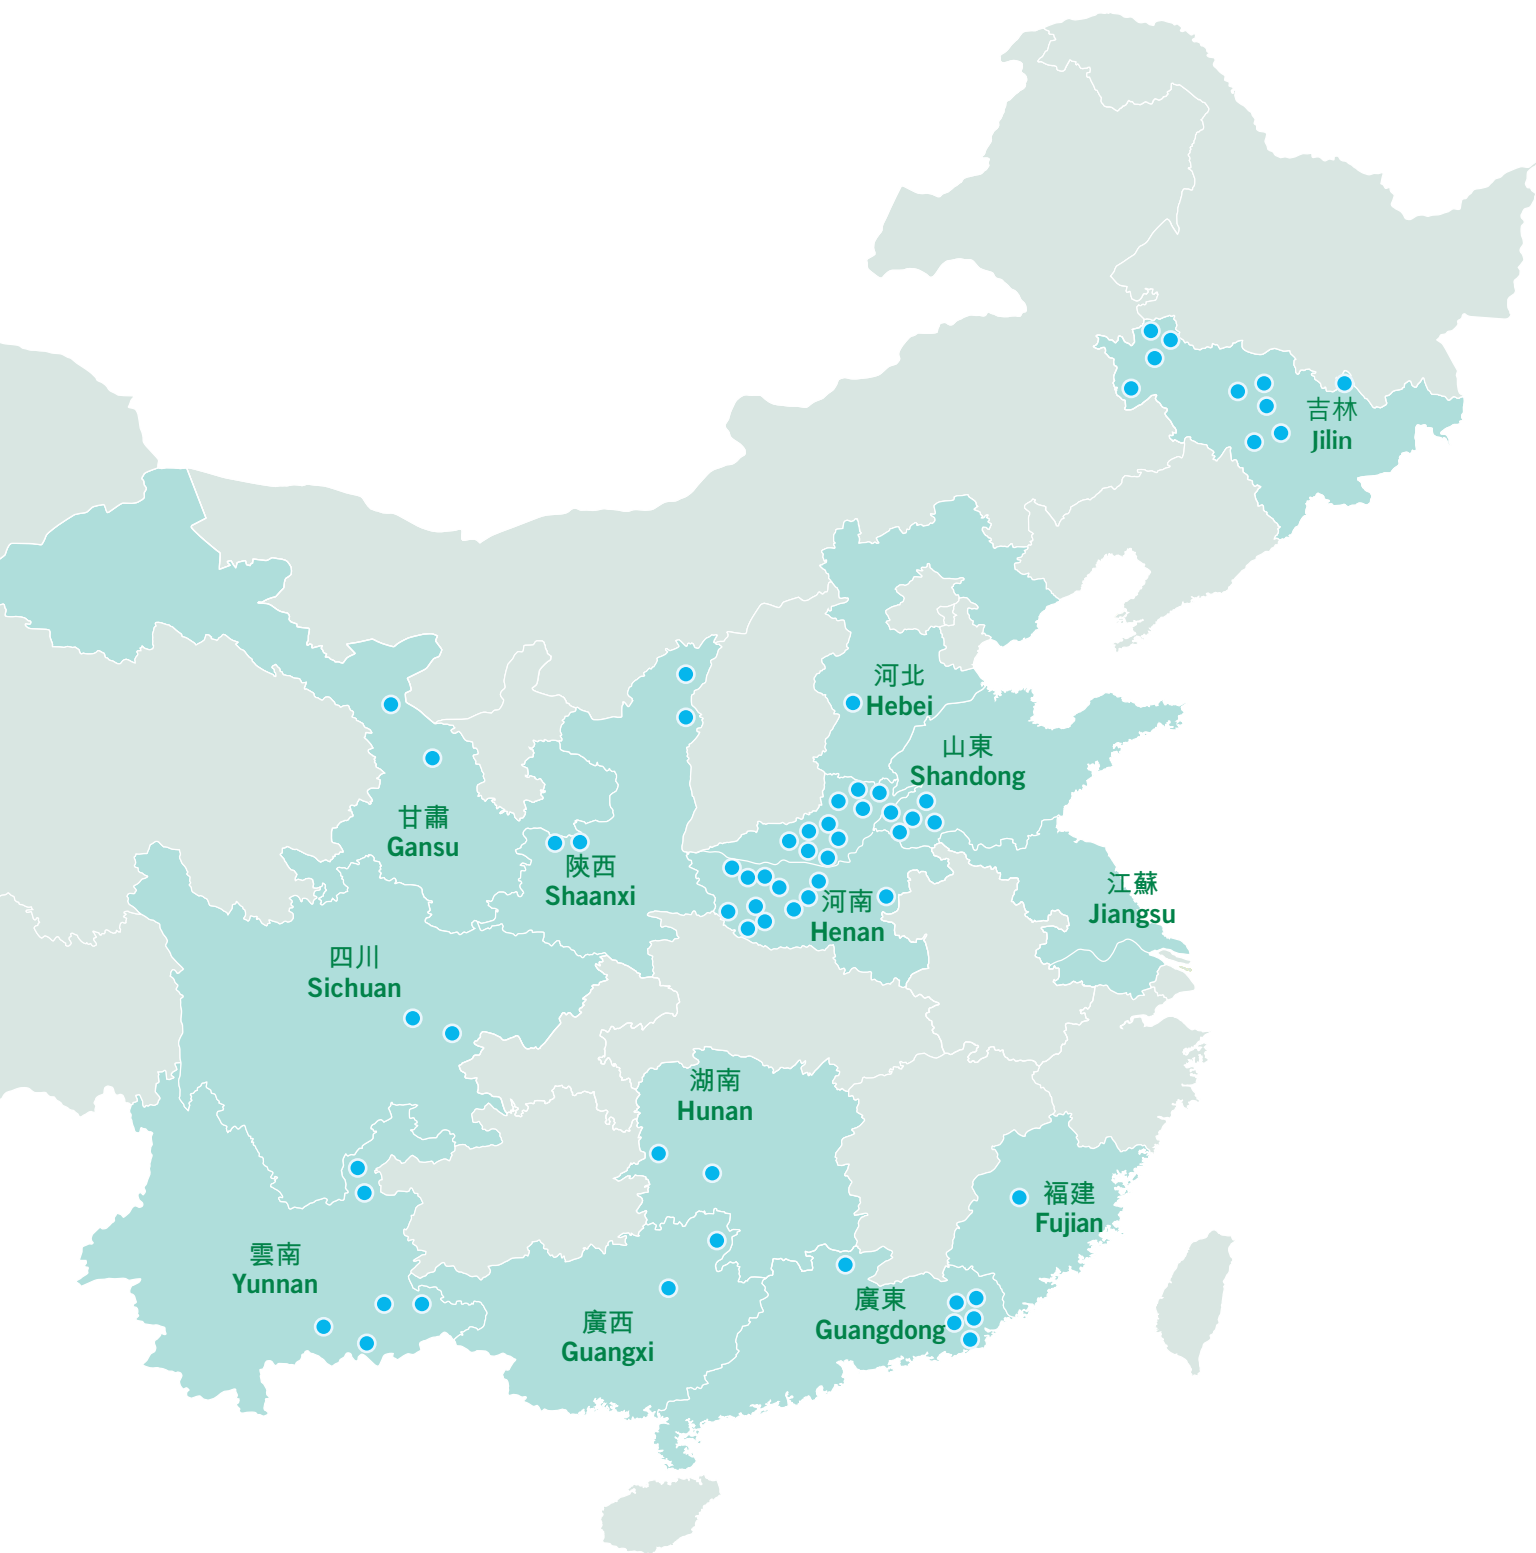 吉林
Jilin
河北
Hebei
山東
Shandong
甘肅
Gansu
陝西
Shaanxi
河南
Henan
江蘇
Jiangsu
四川
Sichuan
湖南
Hunan
褔建
Fujian
雲南
Yunnan
廣西
Guangxi
廣東
Guangdong